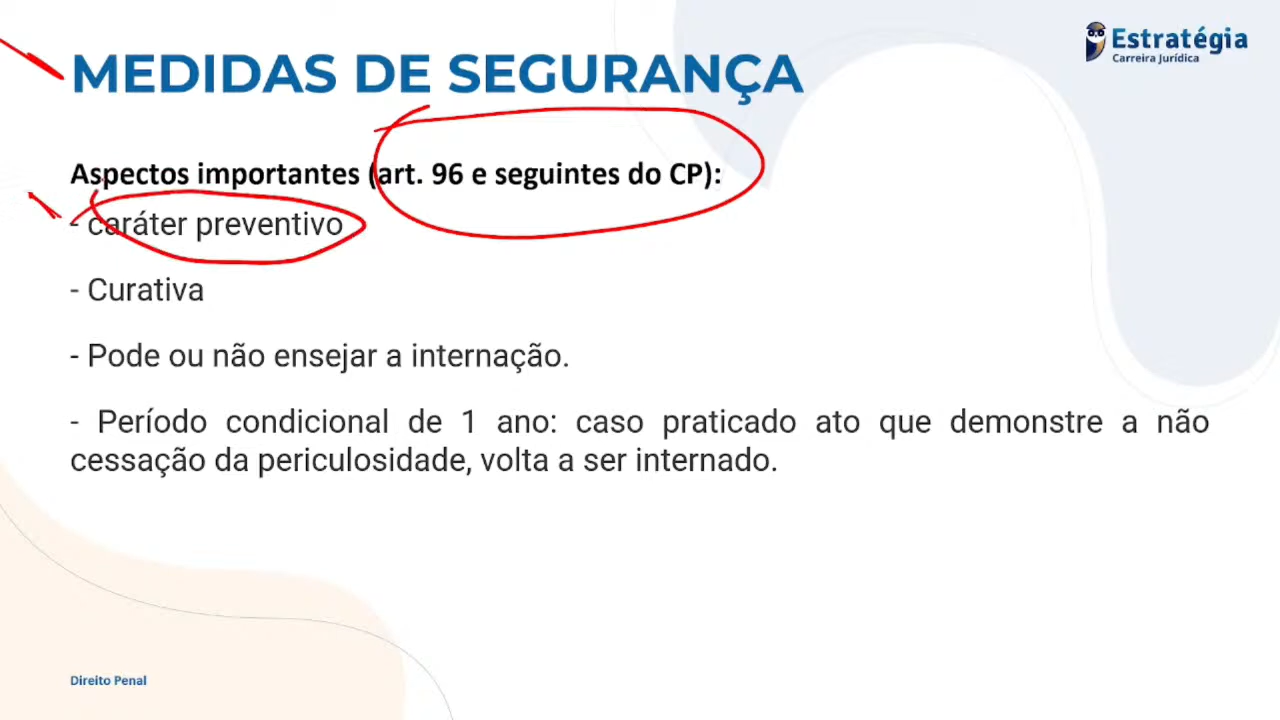 Estratégia
Carreira Jurídica
MEDIDAS DE SEGURANÇA
Aspectos importantes (art. 96 e seguintes do CP):
- caráter preventivo
- Curativa
- Pode ou não ensejar a internação.
- Período condicional de 1 ano: caso praticado ato que demonstre a não
cessação da periculosidade, volta a ser internado.
Direito Penal